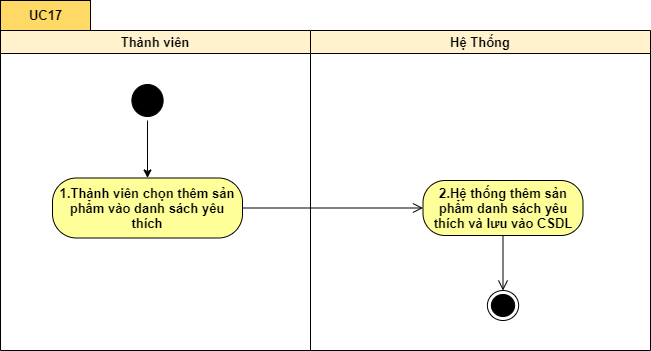 UC17
Thành viên
Hệ Thống
1.Thành viên chọn thêm sản
phẩm vào danh sách yêu
thích
2.Hệ thống thêm sản
phẩm danh sách yêu
thích và lưu vào CSDL